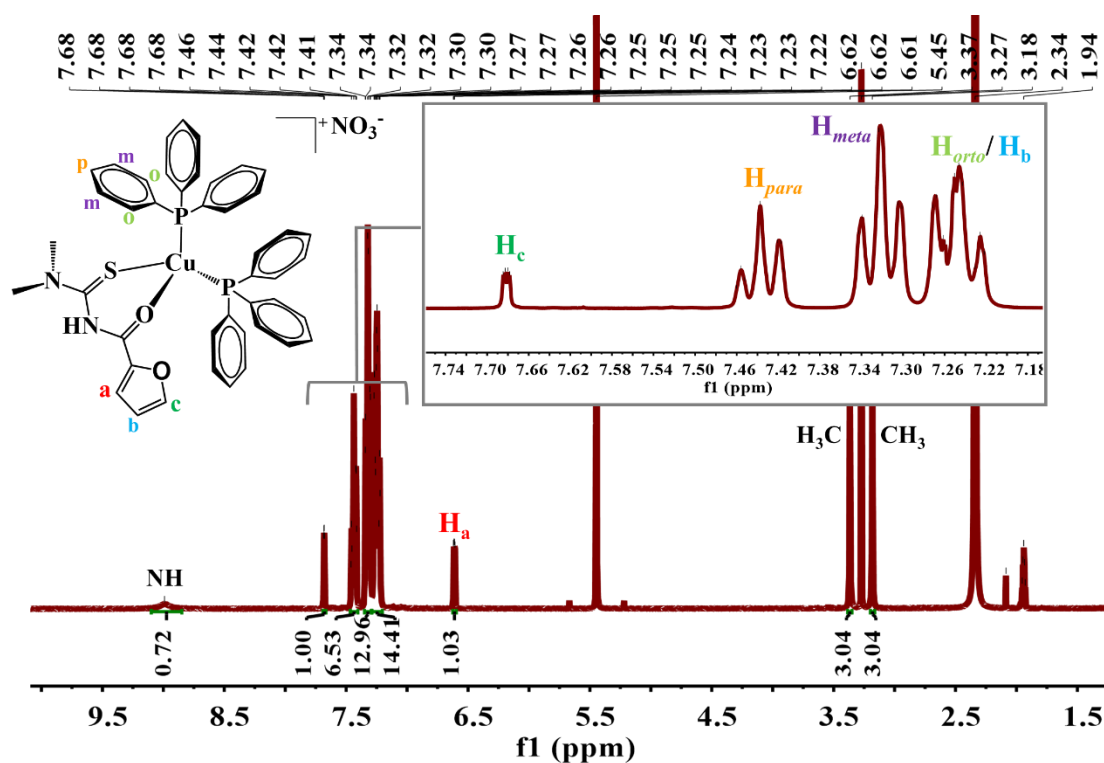 7.68 7.68 7.68 7.68 7.46 7.44 7.42 7.42 7.41 7.34 7.34 7.32 7.32 7.30 7.30 7.27 7.27 7.26 7.26 7.25 7.25 7.25 7.24 7.23 7.23 7.22 6.62 6.62 6.61 5.45 3.37 3.27 3.18 2.34 1.94
+ NO₃⁻
p m o
m o
P
N S Cu P
HN O
O
a b c
H_c
H_para
H_meta
H_orto/ H_b
7.74 7.70 7.66 7.62 7.58 7.54 7.50 7.46 7.42 7.38 7.34 7.30 7.26 7.22 7.18
f1 (ppm)
H₃C CH₃
H_a
NH
0.72 1.00 6.53 12.96 14.41 1.03 3.04 3.04
9.5 8.5 7.5 6.5 5.5 4.5 3.5 2.5 1.5
f1 (ppm)